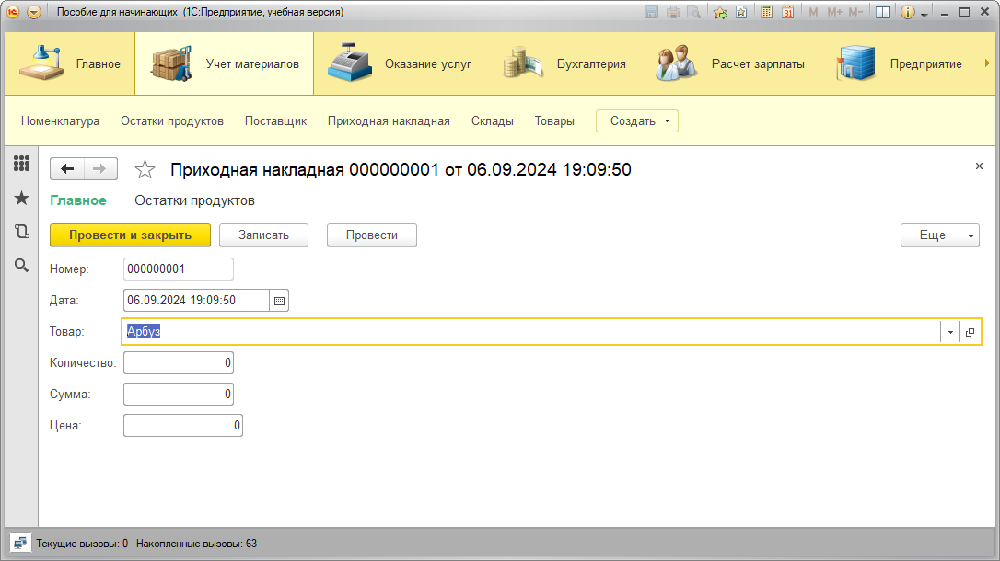 Пособие для начинающих (1С:Предприятие, учебная версия)
M M+ M-
31
Главное Учет материалов Оказание услуг Бухгалтерия Расчет зарплаты Предприятие
Номенклатура Остатки продуктов Поставщик Приходная накладная Склады Товары Создать
Приходная накладная 000000001 от 06.09.2024 19:09:50
Главное Остатки продуктов
Провести и закрыть Записать Провести Еще
Номер: 000000001
Дата: 06.09.2024 19:09:50
Товар: Арбуз
Количество: 0
Сумма: 0
Цена: 0
Текущие вызовы: 0 Накопленные вызовы: 63